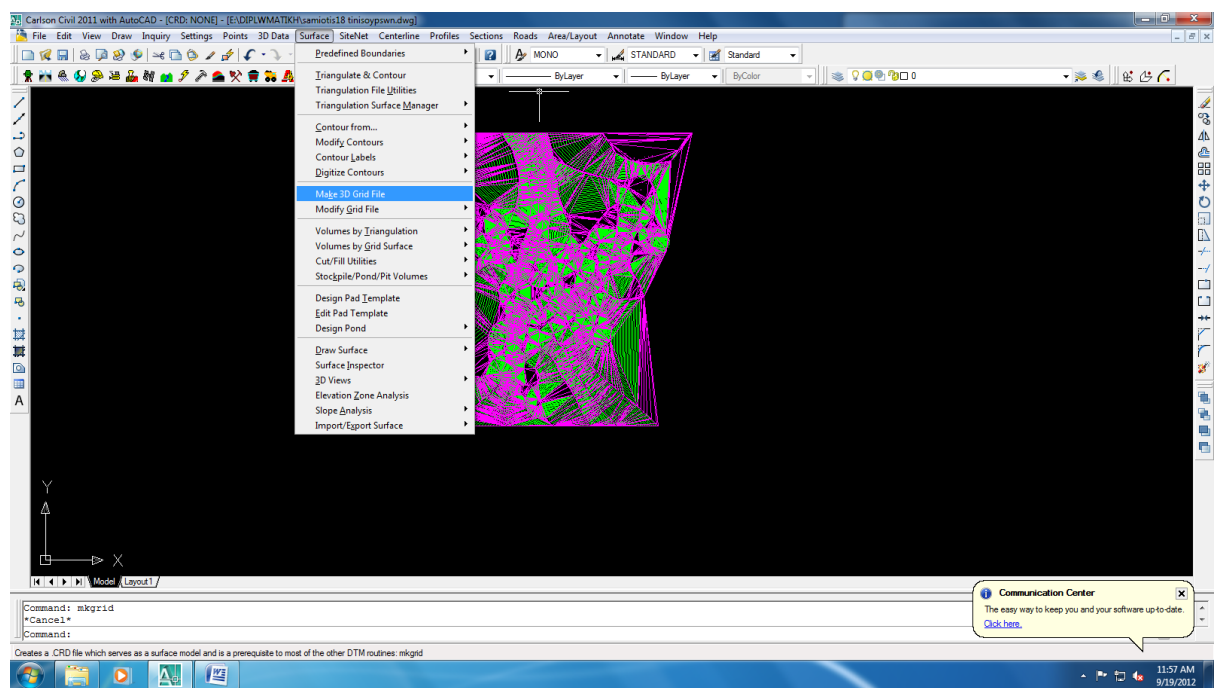 Carlson Civil 2011 with AutoCAD - [CRD: NONE] - [E:\DIPLWMATIKH\samiotis18 tinisoypswn.dwg]
File Edit View Draw Inquiry Settings Points 3D Data Surface SiteNet Centerline Profiles Sections Roads Area/Layout Annotate Window Help
MONO STANDARD Standard
ByLayer ByLayer ByColor 0
Predefined Boundaries
Triangulate & Contour
Triangulation File Utilities
Triangulation Surface Manager
Contour from...
Modify Contours
Contour Labels
Digitize Contours
Make 3D Grid File
Modify Grid File
Volumes by Triangulation
Volumes by Grid Surface
Cut/Fill Utilities
Stockpile/Pond/Pit Volumes
Design Pad Template
Edit Pad Template
Design Pond
Draw Surface
Surface Inspector
3D Views
Elevation Zone Analysis
Slope Analysis
Import/Export Surface
A
Y
X
Model Layout1
Command: mkgrid
*Cancel*
Command:
Communication Center
The easy way to keep you and your software up-to-date.
Click here.
Creates a .CRD file which serves as a surface model and is a prerequisite to most of the other DTM routines: mkgrid
11:57 AM
9/19/2012